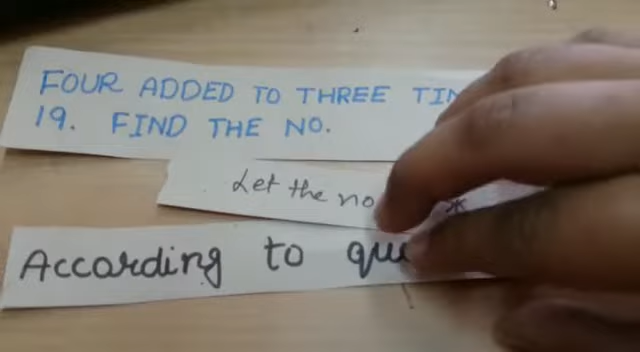 FOUR ADDED TO THREE
19. FIND THE NO.
Let the no
According to